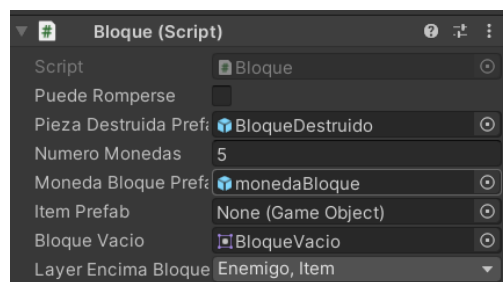 # Bloque (Script)
Script #Bloque
Puede Romperse
Pieza Destruida Prefa BloqueDestruido
Numero Monedas 5
Moneda Bloque Prefa monedaBloque
Item Prefab None (Game Object)
Bloque Vacio BloqueVacio
Layer Encima Bloque Enemigo, Item